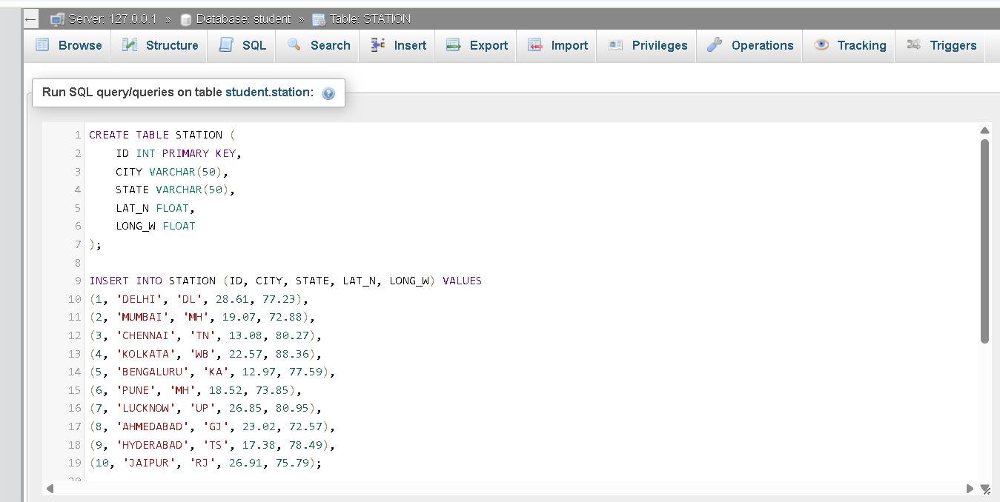 ← Server: 127.0.0.1 » Database: student » Table: STATION
Browse Structure SQL Search Insert Export Import Privileges Operations Tracking Triggers
Run SQL query/queries on table student.station:
1 CREATE TABLE STATION (
2 ID INT PRIMARY KEY,
3 CITY VARCHAR(50),
4 STATE VARCHAR(50),
5 LAT_N FLOAT,
6 LONG_W FLOAT
7 );
8
9 INSERT INTO STATION (ID, CITY, STATE, LAT_N, LONG_W) VALUES
10 (1, 'DELHI', 'DL', 28.61, 77.23),
11 (2, 'MUMBAI', 'MH', 19.07, 72.88),
12 (3, 'CHENNAI', 'TN', 13.08, 80.27),
13 (4, 'KOLKATA', 'WB', 22.57, 88.36),
14 (5, 'BENGALURU', 'KA', 12.97, 77.59),
15 (6, 'PUNE', 'MH', 18.52, 73.85),
16 (7, 'LUCKNOW', 'UP', 26.85, 80.95),
17 (8, 'AHMEDABAD', 'GJ', 23.02, 72.57),
18 (9, 'HYDERABAD', 'TS', 17.38, 78.49),
19 (10, 'JAIPUR', 'RJ', 26.91, 75.79);
20